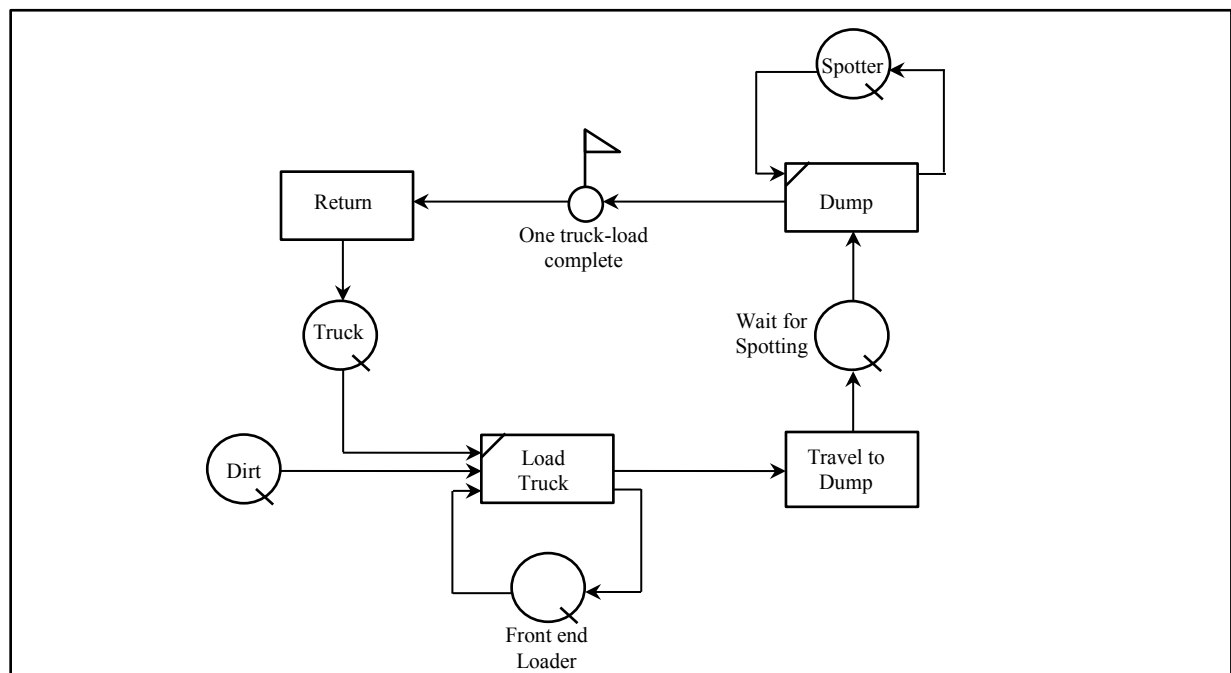 Spotter
Return
Dump
One truck-load
complete
Truck
Wait for
Spotting
Dirt
Load
Truck
Travel to
Dump
Front end
Loader